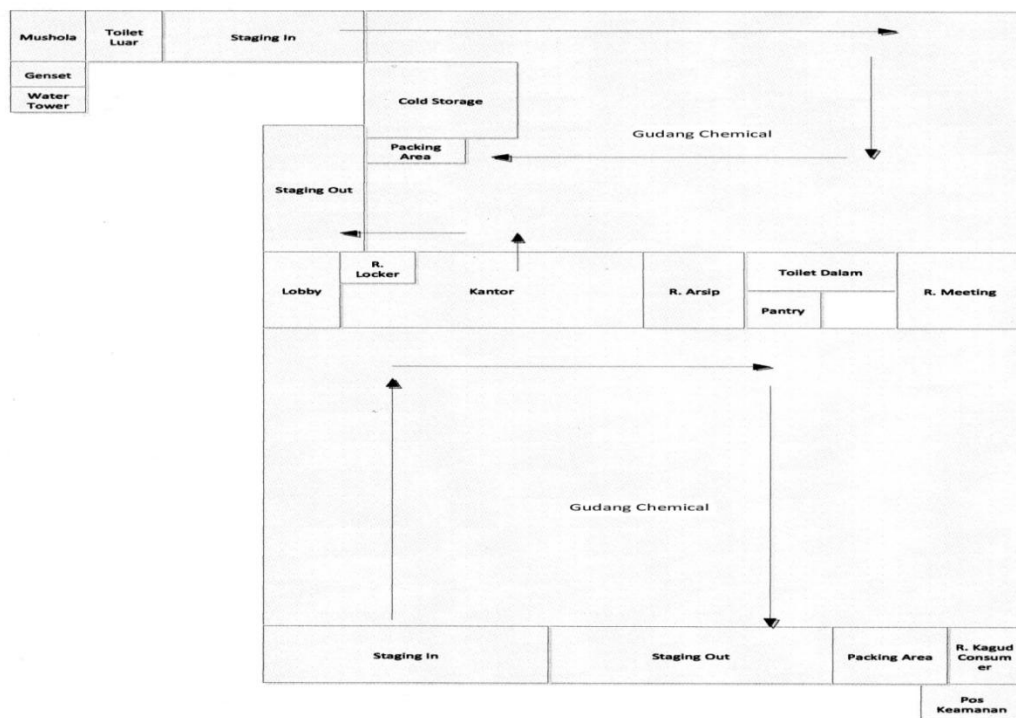 Mushola
Toilet
Luar
Staging In
Genset
Water
Tower
Cold Storage
Gudang Chemical
Packing
Area
Staging Out
R.
Locker
Lobby
Kantor
R. Arsip
Toilet Dalam
Pantry
R. Meeting
Gudang Chemical
Staging In
Staging Out
Packing Area
R. Kagud
Consum
er
Pos
Keamanan